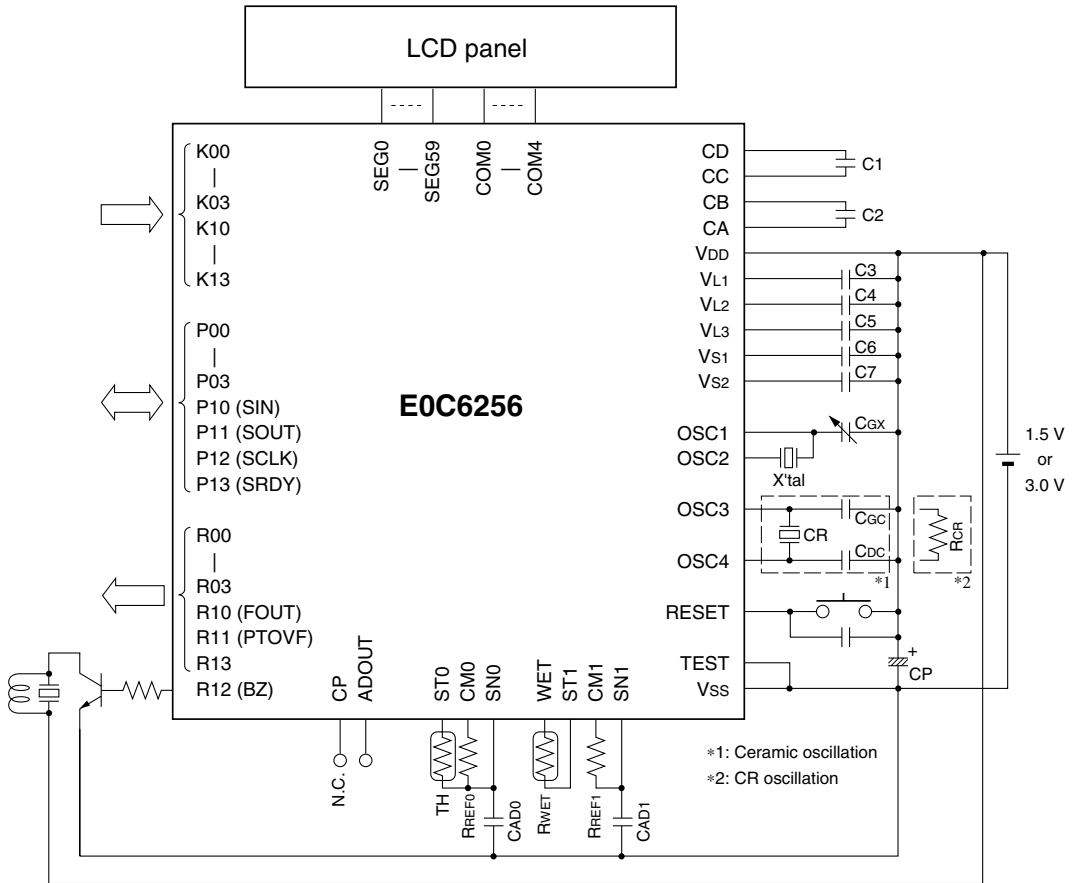 LCD panel
SEG0
SEG59
COM0
COM4
K00
K03
K10
K13
P00
P03
P10 (SIN)
P11 (SOUT)
P12 (SCLK)
P13 (SRDY)
R00
R03
R10 (FOUT)
R11 (PTOVF)
R13
R12 (BZ)
E0C6256
CD
CC
CB
CA
VDD
VL1
VL2
VL3
VS1
VS2
OSC1
OSC2
OSC3
OSC4
RESET
TEST
VSS
C1
C2
C3
C4
C5
C6
C7
CGX
X'tal
CR
CGC
CDC
*1
RCR
*2
+
CP
1.5 V
or
3.0 V
CP
ADOUT
ST0
CM0
SN0
WET
ST1
CM1
SN1
N.C.
TH
RREF0
CAD0
RWET
RREF1
CAD1
*1: Ceramic oscillation
*2: CR oscillation